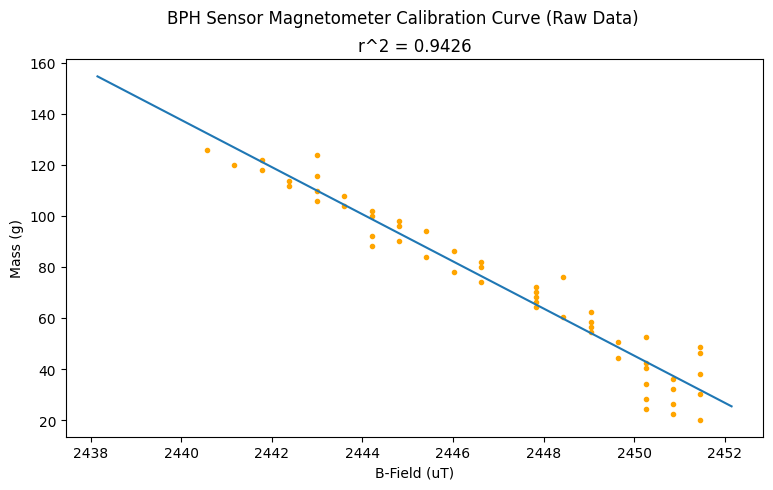 BPH Sensor Magnetometer Calibration Curve (Raw Data)
r^2 = 0.9426
160
140
120
100
80
60
40
20
Mass (g)
2438 2440 2442 2444 2446 2448 2450 2452
B-Field (uT)